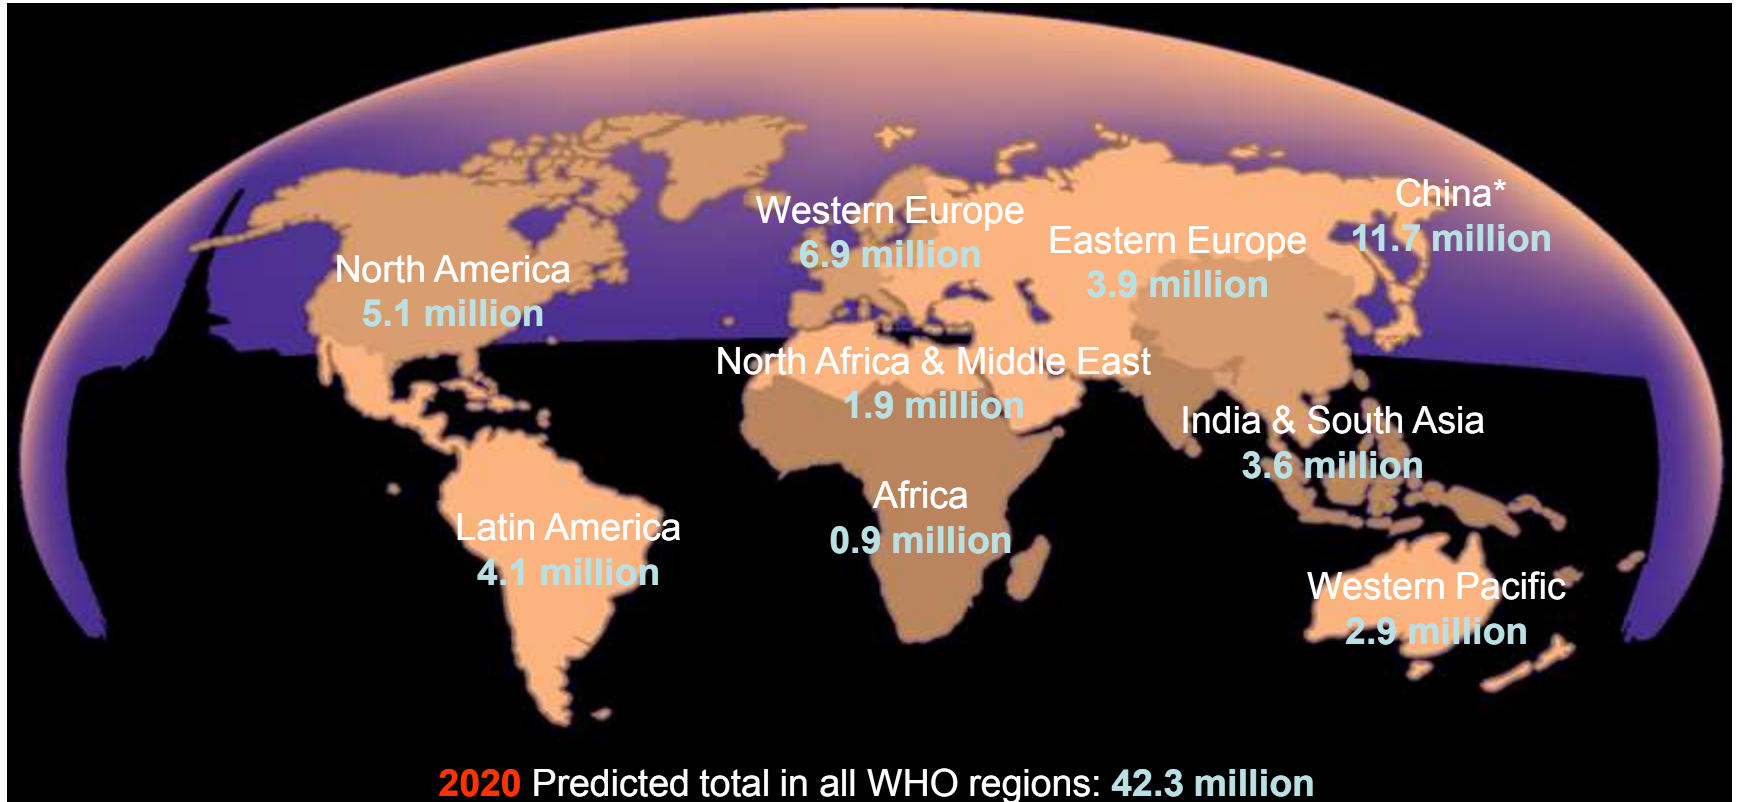 China*
11.7 million
Western Europe
6.9 million
Eastern Europe
3.9 million
North America
5.1 million
North Africa & Middle East
1.9 million
India & South Asia
3.6 million
Africa
0.9 million
Latin America
4.1 million
Western Pacific
2.9 million
2020 Predicted total in all WHO regions: 42.3 million